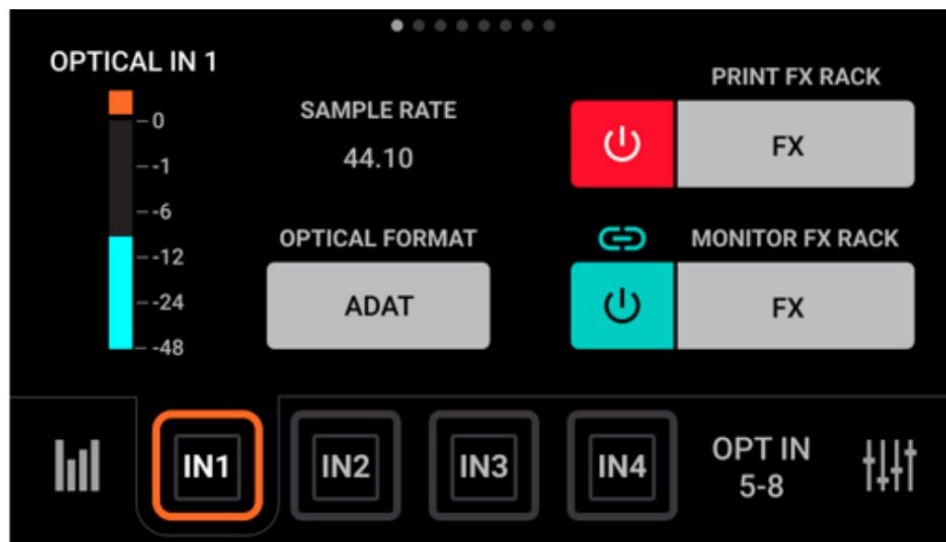 OPTICAL IN 1
0
-1
-6
-12
-24
-48
SAMPLE RATE
44.10
OPTICAL FORMAT
ADAT
PRINT FX RACK
FX
MONITOR FX RACK
FX
IN1
IN2
IN3
IN4
OPT IN
5-8